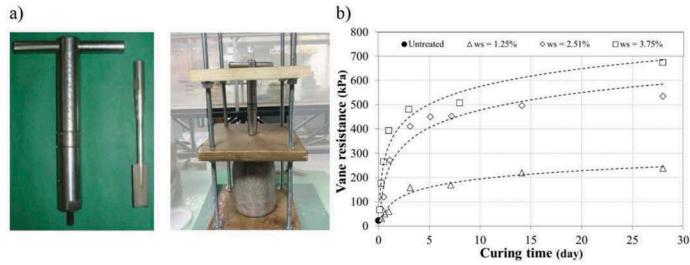 a)
b)
800
700
600
500
400
300
200
100
0
Vane resistance (kPa)
Untreated
ws = 1.25%
ws = 2.51%
ws = 3.75%
0 5 10 15 20 25 30
Curing time (day)